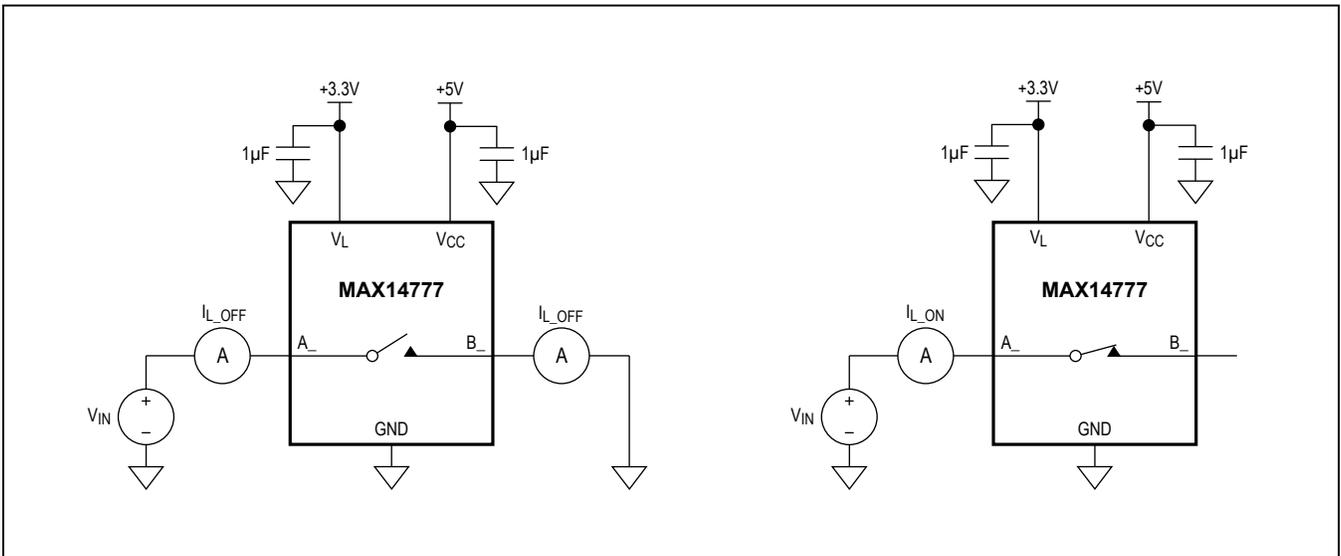 +3.3V
+5V
1µF
1µF
VL
VCC
MAX14777
IL_OFF
IL_OFF
A_
B_
A
A
VIN
+
–
GND
+3.3V
+5V
1µF
1µF
VL
VCC
MAX14777
IL_ON
A_
B_
A
VIN
+
–
GND